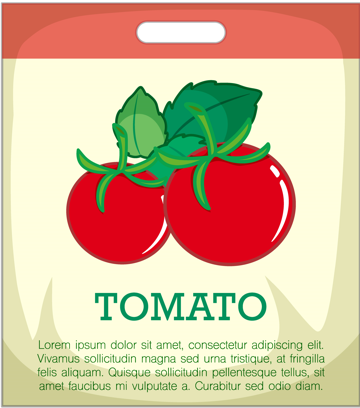 TOMATO
Lorem ipsum dolor sit amet, consectetur adipiscing elit.
Vivamus sollicitudin magna sed urna tristique, at fringilla
felis aliquam. Quisque sollicitudin pellentesque tellus, sit
amet faucibus mi vulputate a. Curabitur sed odio diam.